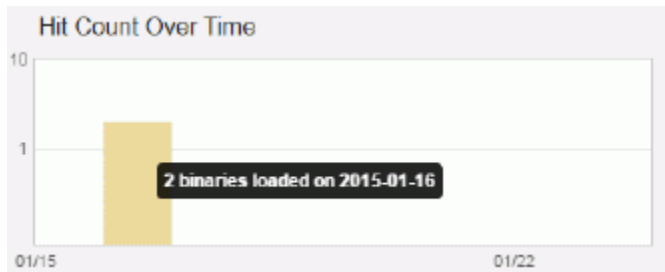 Hit Count Over Time
10
1
2 binaries loaded on 2015-01-16
01/15 01/22